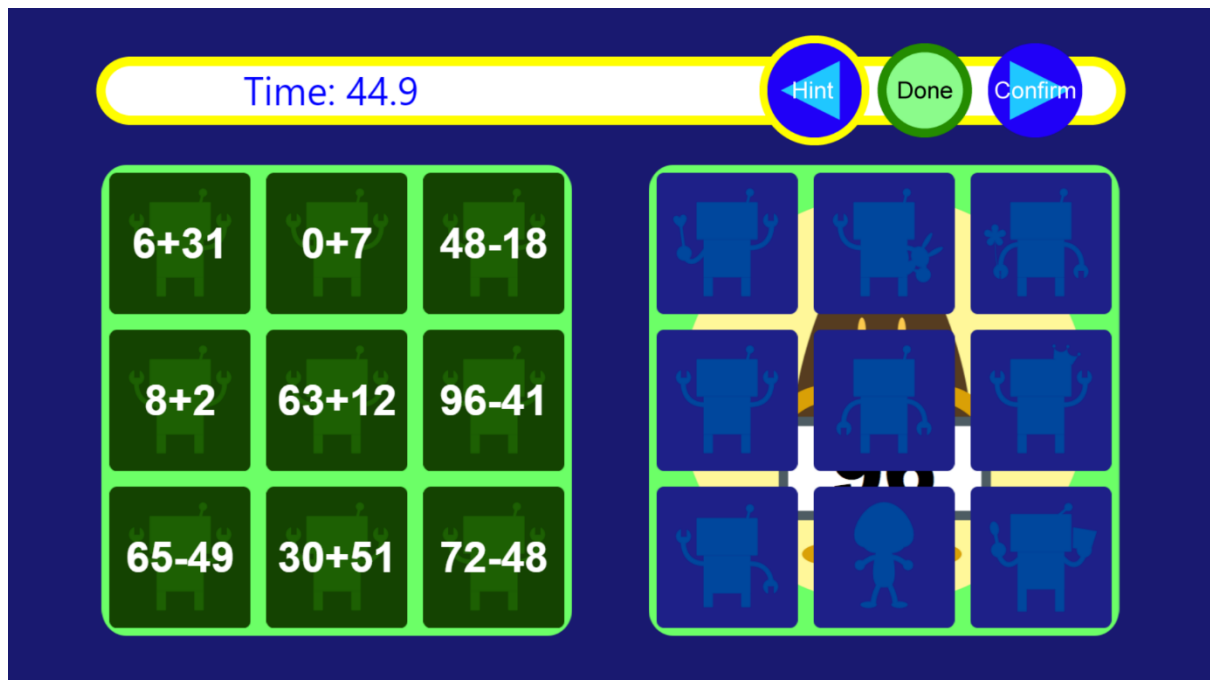 Time: 44.9
Hint
Done
Confirm
6+31
0+7
48-18
8+2
63+12
96-41
65-49
30+51
72-48